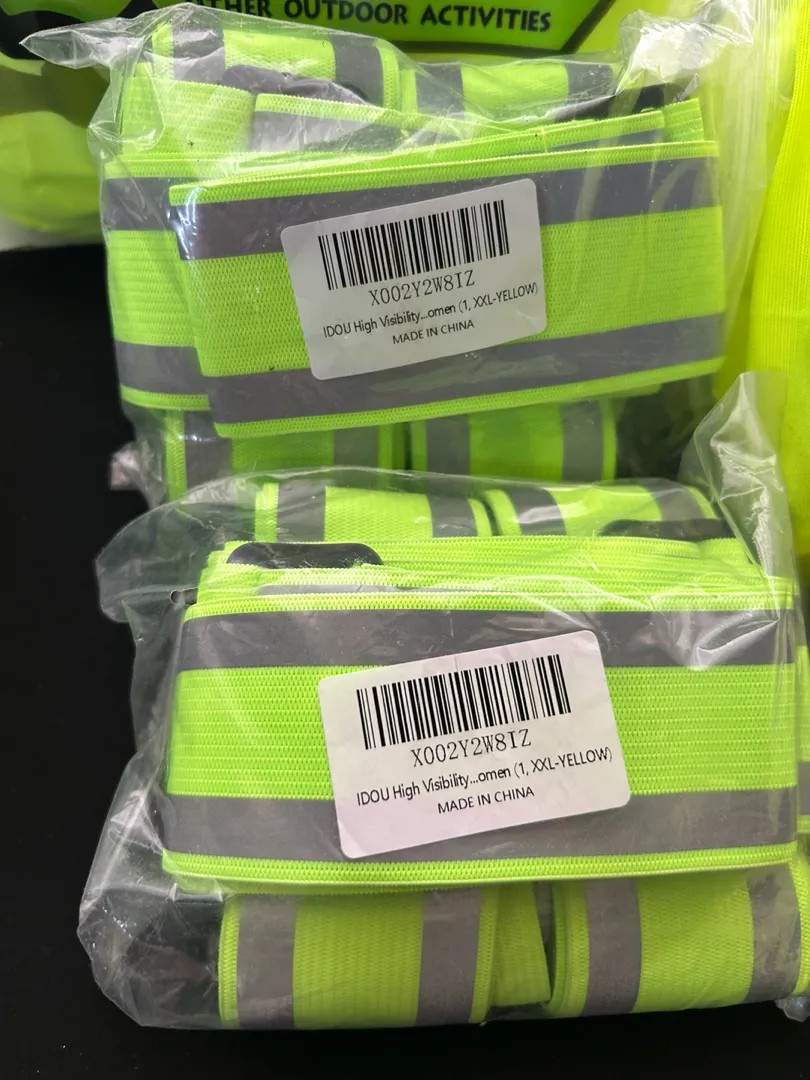 OTHER OUTDOOR ACTIVITIES
X002Y2W8IZ
IDOU High Visibility...omen (1, XXL-YELLOW)
MADE IN CHINA
X002Y2W8IZ
IDOU High Visibility...omen (1, XXL-YELLOW)
MADE IN CHINA